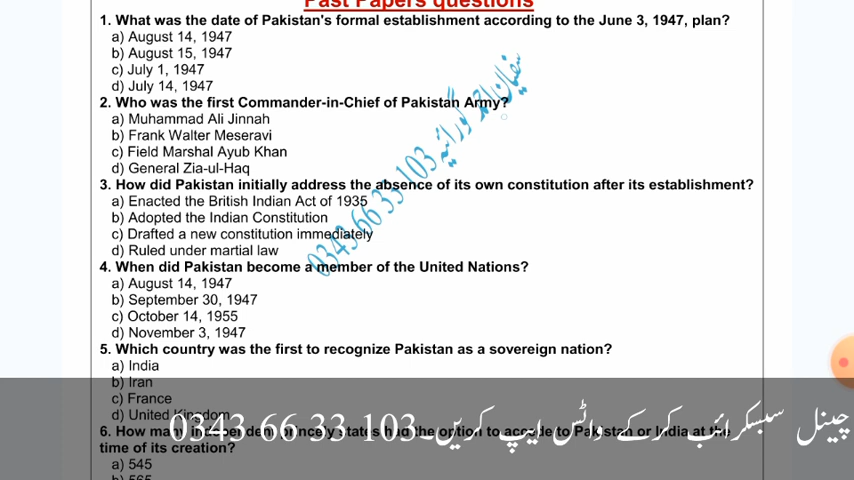 Past Papers questions
1. What was the date of Pakistan's formal establishment according to the June 3, 1947, plan?
a) August 14, 1947
b) August 15, 1947
c) July 1, 1947
d) July 14, 1947
2. Who was the first Commander-in-Chief of Pakistan Army?
a) Muhammad Ali Jinnah
b) Frank Walter Meseravi
c) Field Marshal Ayub Khan
d) General Zia-ul-Haq
3. How did Pakistan initially address the absence of its own constitution after its establishment?
a) Enacted the British Indian Act of 1935
b) Adopted the Indian Constitution
c) Drafted a new constitution immediately
d) Ruled under martial law
0343 66 33 103
4. When did Pakistan become a member of the United Nations?
a) August 14, 1947
b) September 30, 1947
c) October 14, 1955
d) November 3, 1947
5. Which country was the first to recognize Pakistan as a sovereign nation?
a) India
b) Iran
c) France
d) United Kingdom
چینل سبسکرائب کرکے واٹس ایپ کریں۔0343 66 33 103
6. How many independent princely states had the option to accede to Pakistan or India at the
time of its creation?
a) 545
b) 565